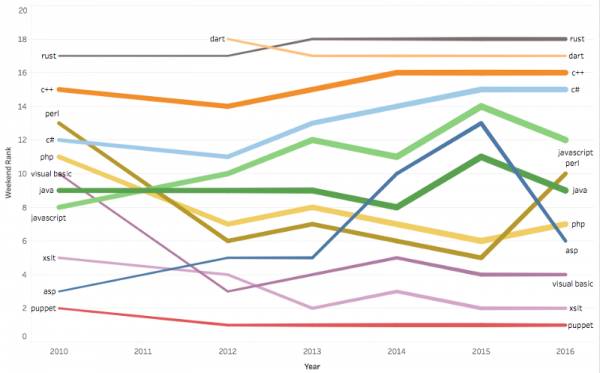 20
18
16
14
12
10
8
6
4
2
0
Weekend Rank
dart
rust
c++
perl
c#
php
visual basic
java
javascript
xslt
asp
puppet
rust
dart
c++
c#
javascript
perl
java
php
asp
visual basic
xslt
puppet
2010
2011
2012
2013
2014
2015
2016
Year